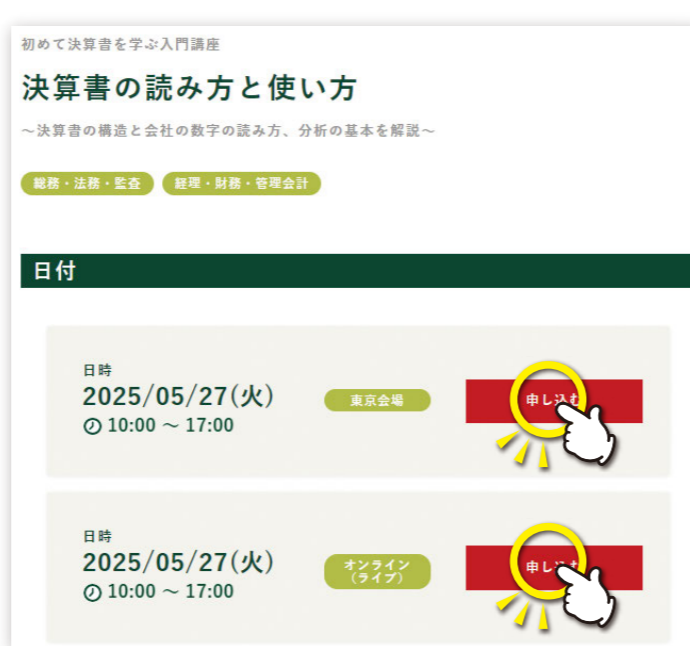 初めて決算書を学ぶ入門講座
決算書の読み方と使い方
～決算書の構造と会社の数字の読み方、分析の基本を解説～
総務・法務・監査 経理・財務・管理会計
日付
日時
2025/05/27(火)
10:00 ～ 17:00
東京会場
申し込む
日時
2025/05/27(火)
10:00 ～ 17:00
オンライン
(ライブ)
申し込む